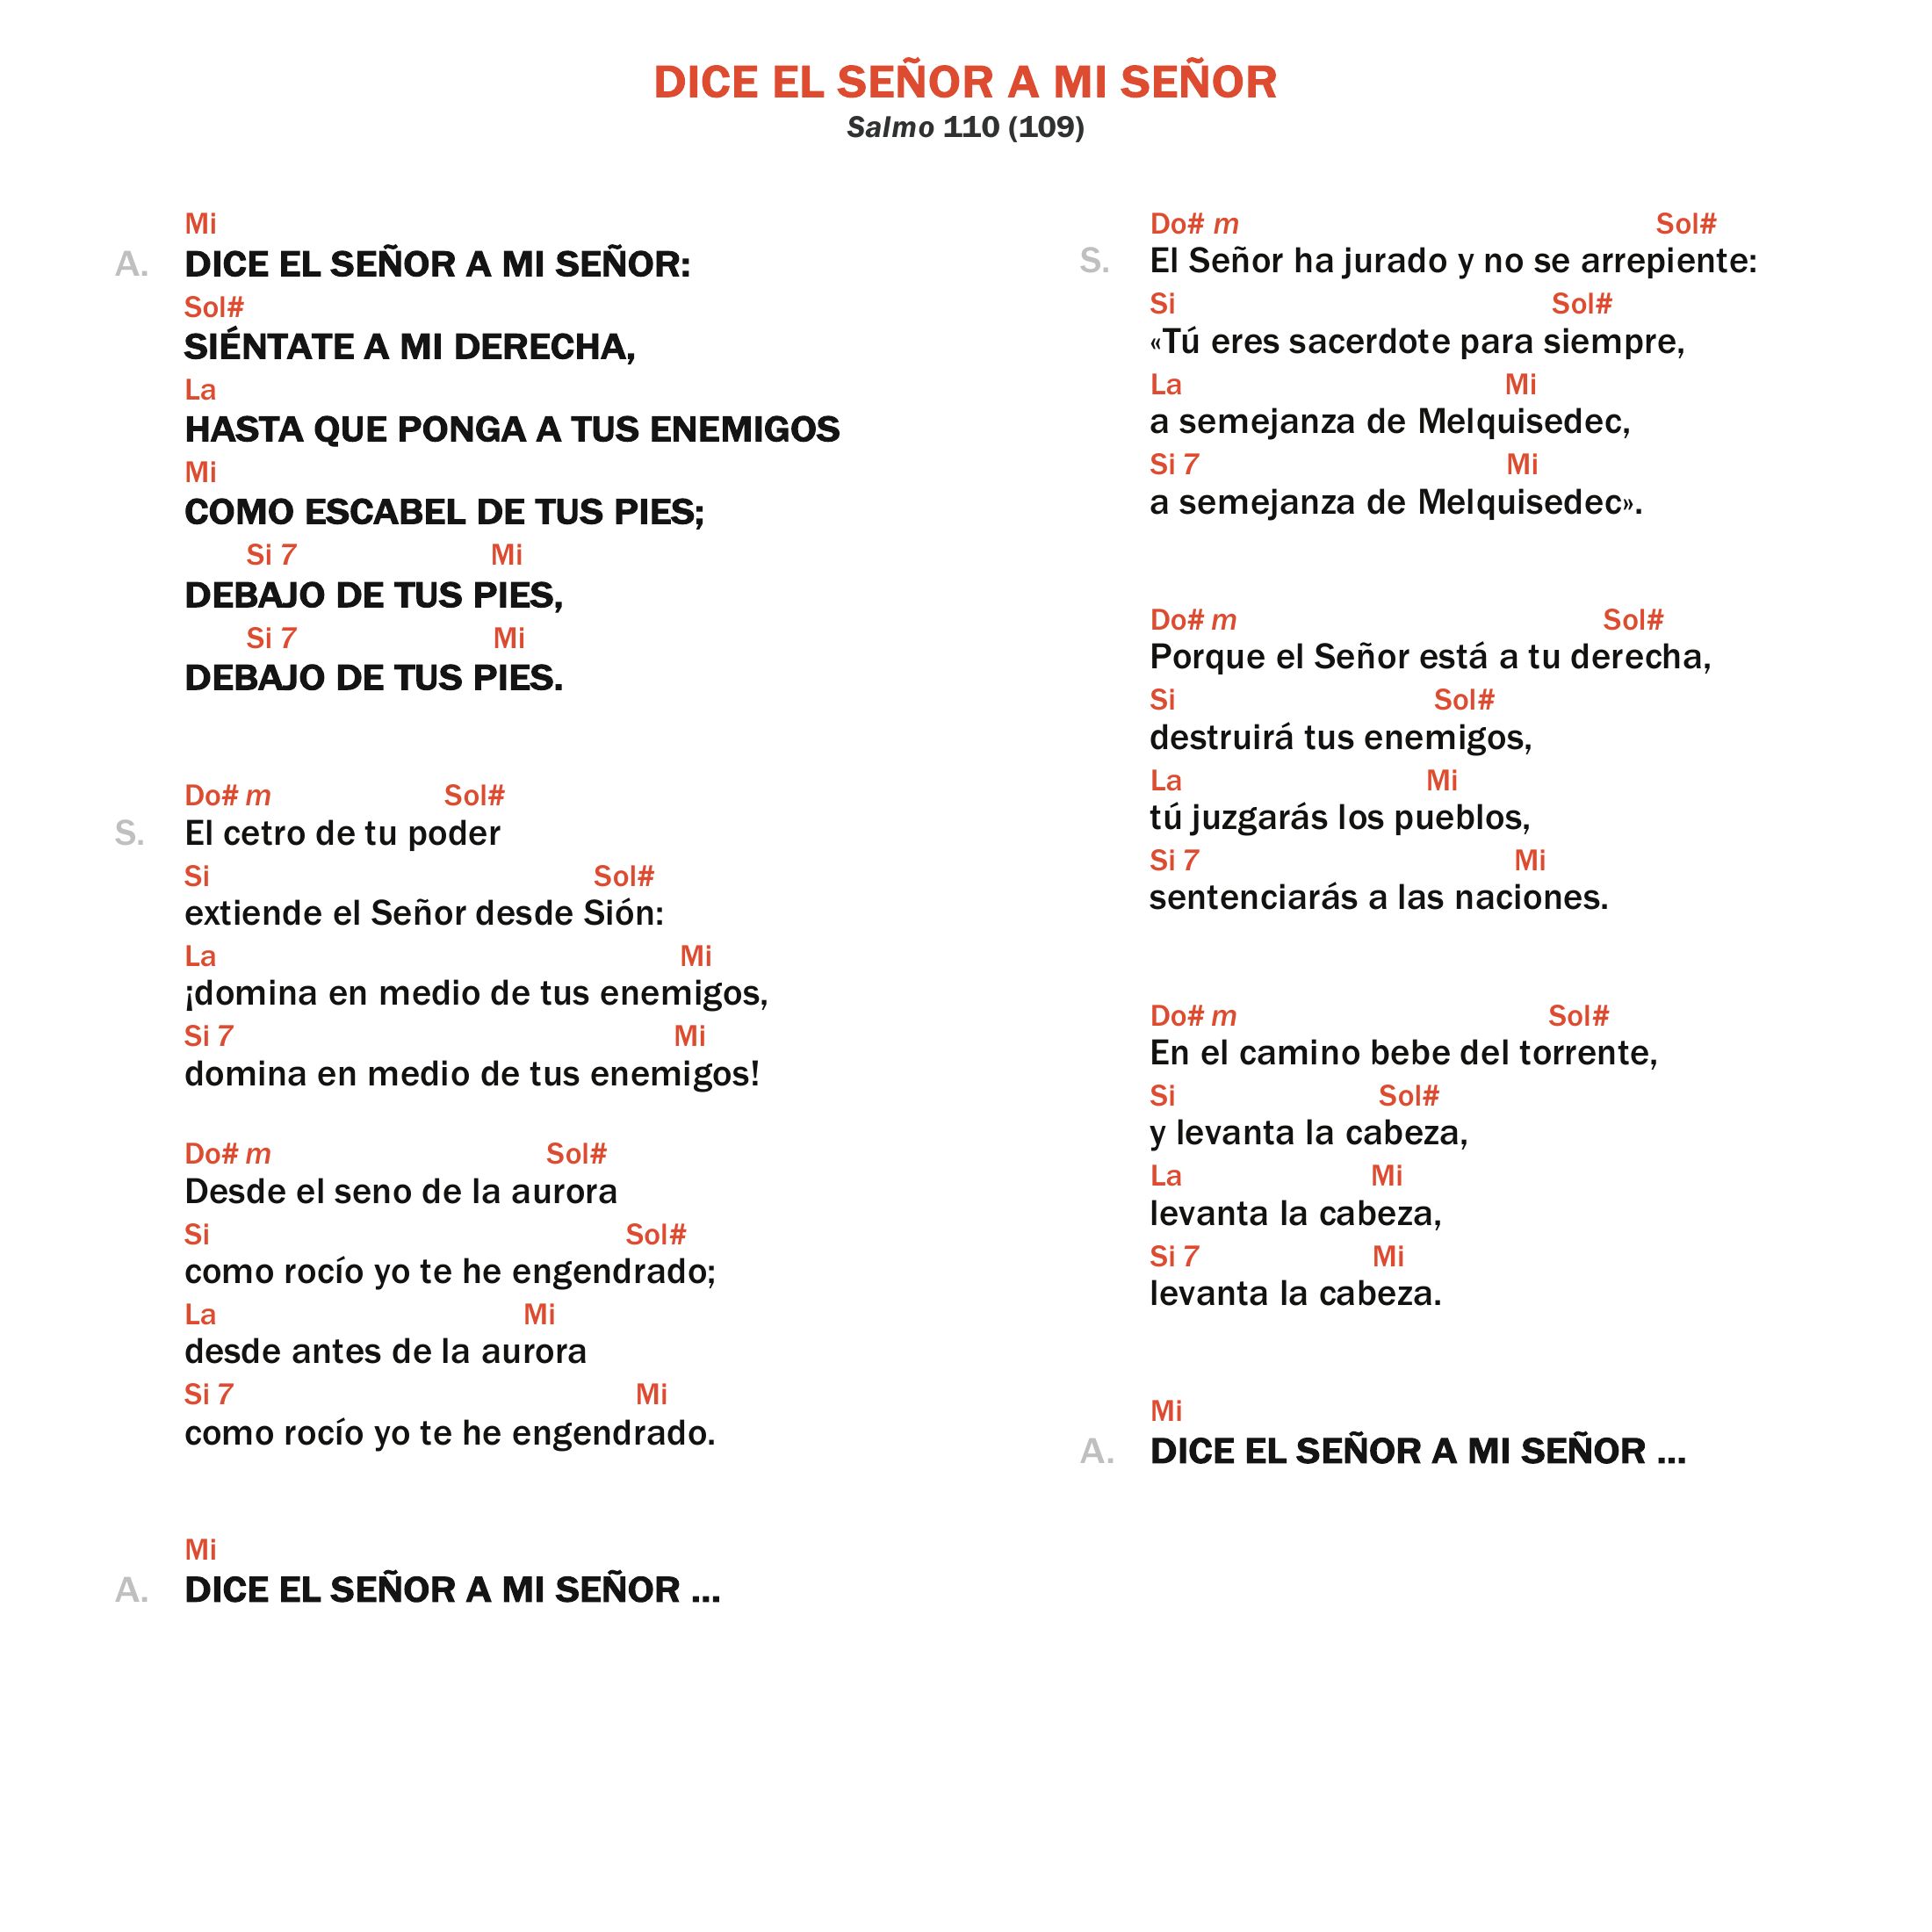 DICE EL SEÑOR A MI SEÑOR
Salmo 110 (109)
Mi
A. DICE EL SEÑOR A MI SEÑOR:
Sol#
SIÉNTATE A MI DERECHA,
La
HASTA QUE PONGA A TUS ENEMIGOS
Mi
COMO ESCABEL DE TUS PIES;
Si 7 Mi
DEBAJO DE TUS PIES,
Si 7 Mi
DEBAJO DE TUS PIES.
Do# m Sol#
S. El cetro de tu poder
Si Sol#
extiende el Señor desde Sión:
La Mi
¡domina en medio de tus enemigos,
Si 7 Mi
domina en medio de tus enemigos!
Do# m Sol#
Desde el seno de la aurora
Si Sol#
como rocío yo te he engendrado;
La Mi
desde antes de la aurora
Si 7 Mi
como rocío yo te he engendrado.
Mi
A. DICE EL SEÑOR A MI SEÑOR ...
Do# m Sol#
S. El Señor ha jurado y no se arrepiente:
Si Sol#
«Tú eres sacerdote para siempre,
La Mi
a semejanza de Melquisedec,
Si 7 Mi
a semejanza de Melquisedec».
Do# m Sol#
Porque el Señor está a tu derecha,
Si Sol#
destruirá tus enemigos,
La Mi
tú juzgarás los pueblos,
Si 7 Mi
sentenciarás a las naciones.
Do# m Sol#
En el camino bebe del torrente,
Si Sol#
y levanta la cabeza,
La Mi
levanta la cabeza,
Si 7 Mi
levanta la cabeza.
Mi
A. DICE EL SEÑOR A MI SEÑOR ...